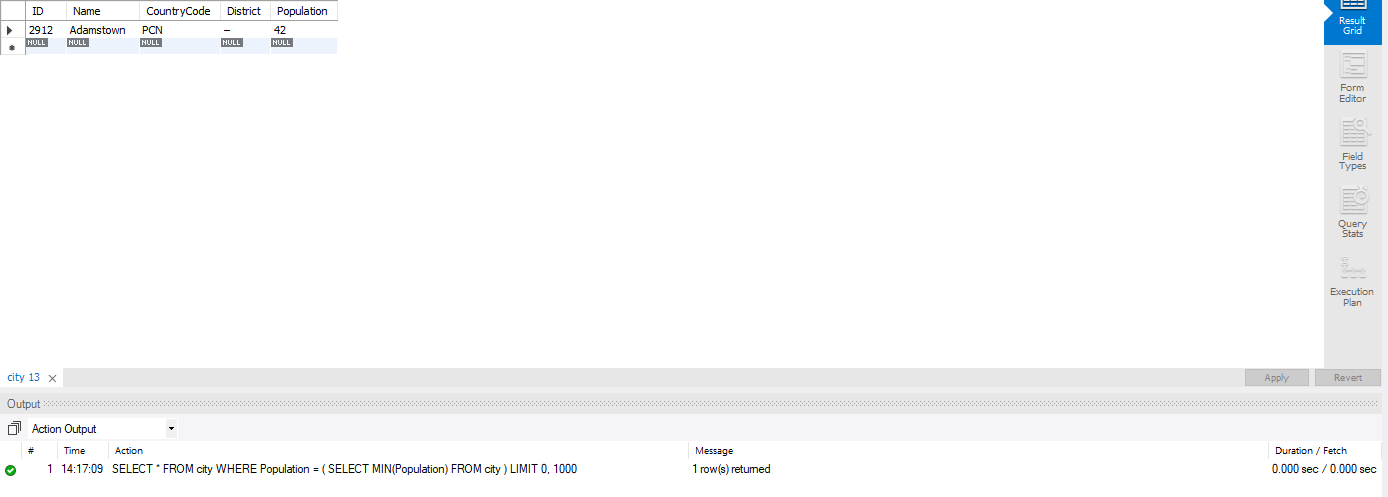 ID Name CountryCode District Population
2912 Adamstown PCN – 42
NULL NULL NULL NULL NULL
Result
Grid
Form
Editor
Field
Types
Query
Stats
Execution
Plan
city 13
Apply Revert
Output
Action Output
# Time Action Message Duration / Fetch
1 14:17:09 SELECT * FROM city WHERE Population = ( SELECT MIN(Population) FROM city ) LIMIT 0, 1000 1 row(s) returned 0.000 sec / 0.000 sec